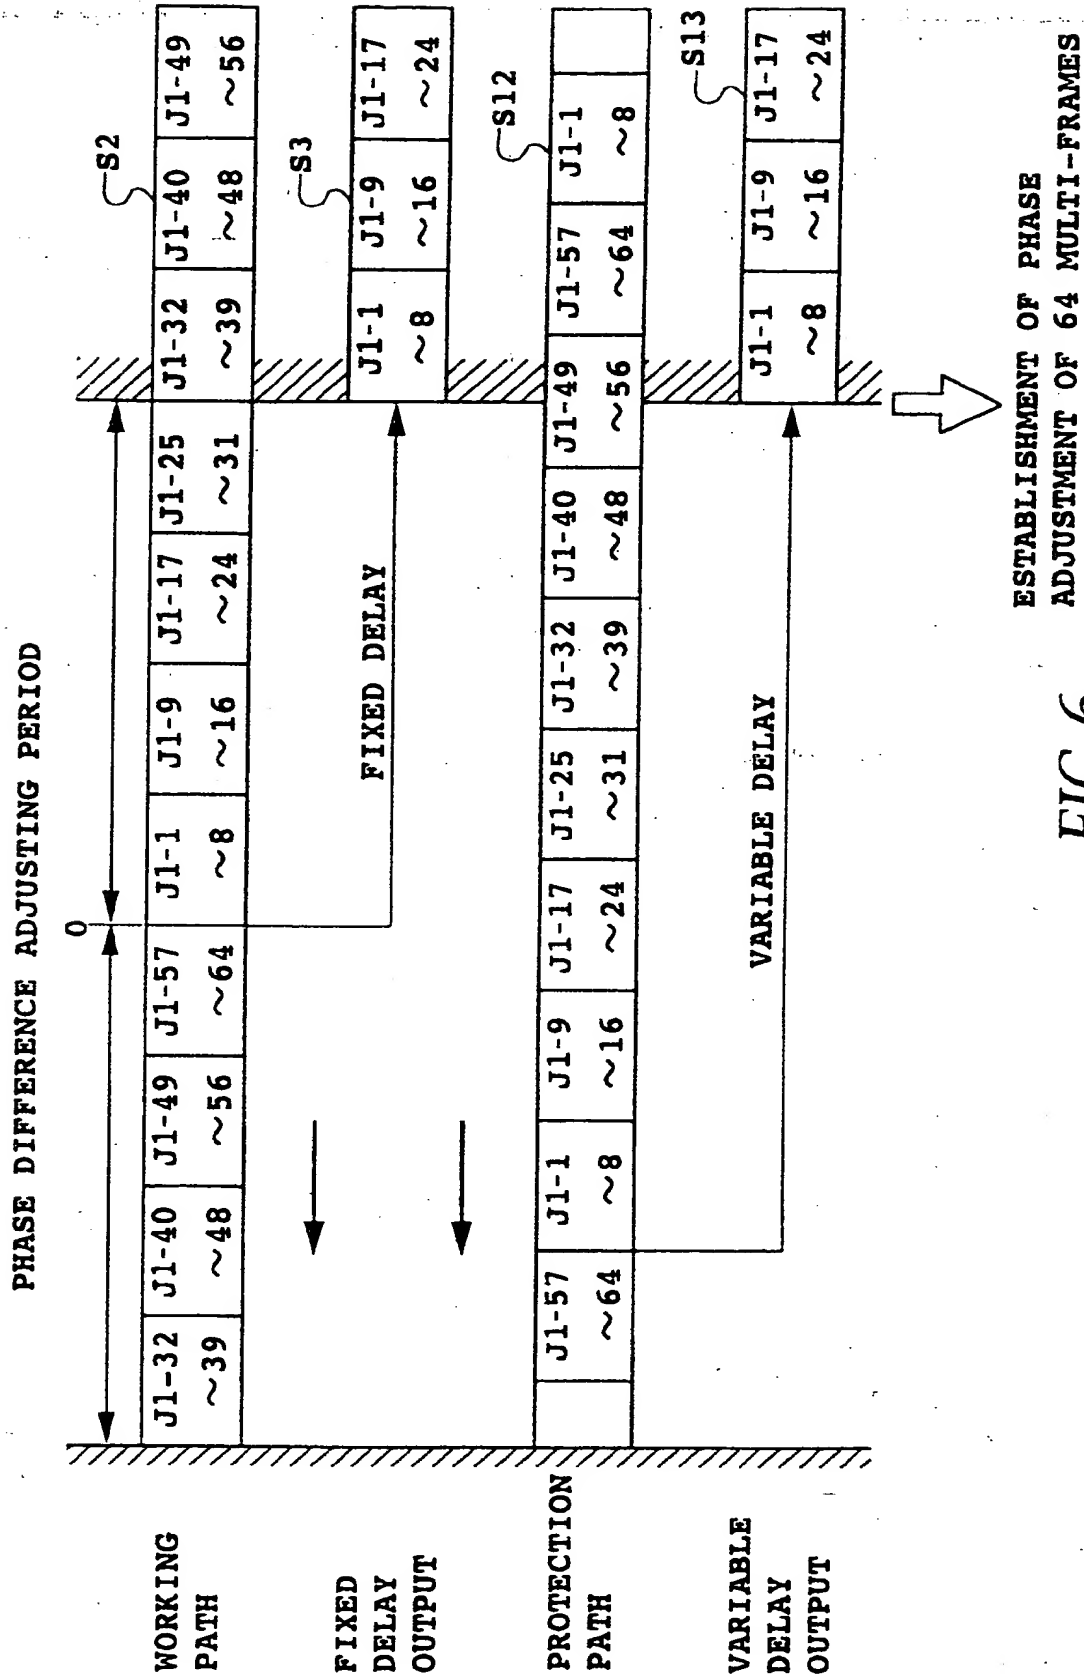 PHASE DIFFERENCE ADJUSTING PERIOD
0
WORKING
PATH
J1-32
~39
J1-40
~48
J1-49
~56
J1-57
~64
J1-1
~8
J1-9
~16
J1-17
~24
J1-25
~31
J1-32
~39
J1-40
~48
J1-49
~56
S2
FIXED
DELAY
OUTPUT
FIXED DELAY
J1-1
~8
J1-9
~16
J1-17
~24
S3
PROTECTION
PATH
J1-57
~64
J1-1
~8
J1-9
~16
J1-17
~24
J1-25
~31
J1-32
~39
J1-40
~48
J1-49
~56
J1-57
~64
J1-1
~8
S12
VARIABLE
DELAY
OUTPUT
VARIABLE DELAY
J1-1
~8
J1-9
~16
J1-17
~24
S13
ESTABLISHMENT OF PHASE
ADJUSTMENT OF 64 MULTI-FRAMES
FIG.6